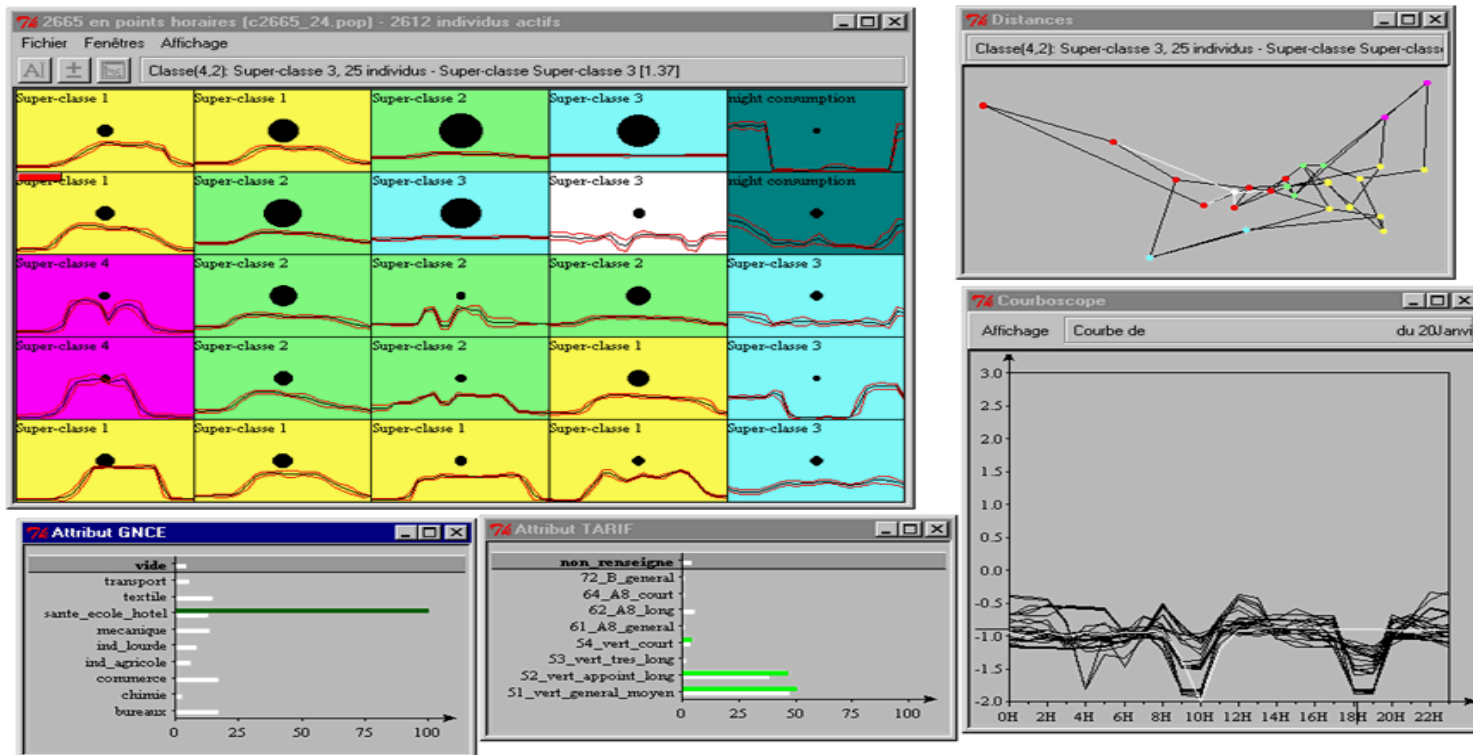 7% 2665 en points horaires (c2665_24.pop) - 2612 individus actifs
Fichier Fenêtres Affichage
A ± Classe(4,2): Super-classe 3, 25 individus - Super-classe Super-classe 3 [1.37]
Super-classe 1 Super-classe 1 Super-classe 2 Super-classe 3 night consumption
Super-classe 1 Super-classe 2 Super-classe 3 night consumption
Super-classe 4 Super-classe 2 Super-classe 2 Super-classe 2 Super-classe 3
Super-classe 4 Super-classe 2 Super-classe 2 Super-classe 1 Super-classe 3
Super-classe 1 Super-classe 1 Super-classe 1 Super-classe 1 Super-classe 3
Distances
Classe(4,2): Super-classe 3, 25 individus - Super-classe Super-class
Courboscope
Affichage Courbe de du 20Janvi
3.0
2.5
2.0
1.5
1.0
0.5
0.0
-0.5
-1.0
-1.5
-2.0
0H 2H 4H 6H 8H 10H 12H 14H 16H 18H 20H 22H
Attribut GNCE
vide
transport
textile
sante_ecole_hotel
mecanique
ind_lourde
ind_agricole
commerce
chimie
bureaux
0 25 50 75 100
Attribut TARIF
non_renseigne
72_B_general
64_A8_court
62_A8_long
61_A8_general
54_vert_court
53_vert_tres_long
52_vert_appoint_long
51_vert_general_moyen
0 25 50 75 100